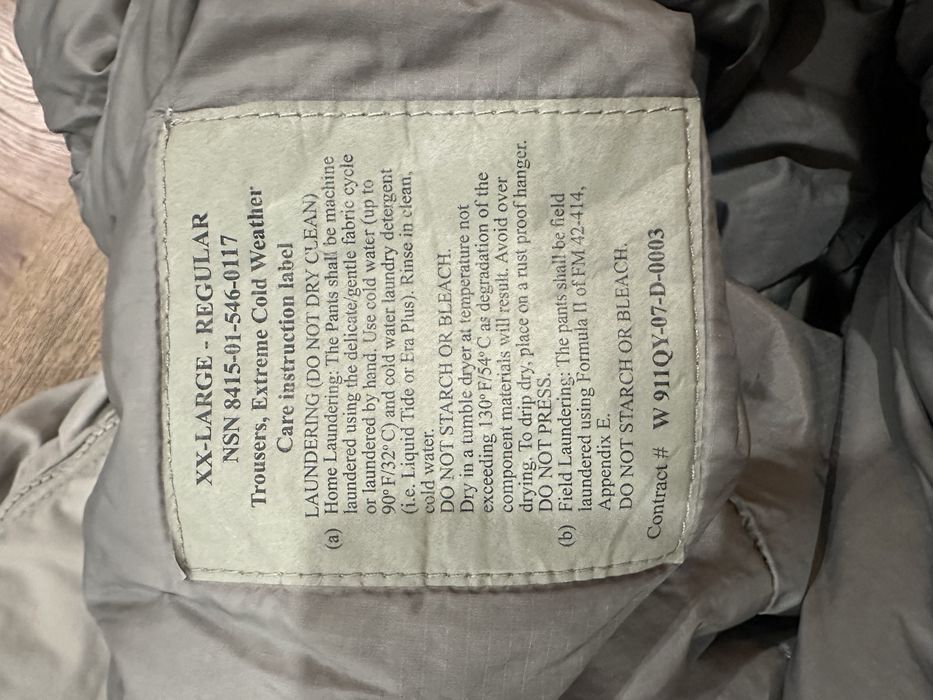 XX-LARGE - REGULAR
NSN 8415-01-546-0117
Trousers, Extreme Cold Weather
Care instruction label
LAUNDERING (DO NOT DRY CLEAN)
(a) Home Laundering: The Pants shall be machine
laundered using the delicate/gentle fabric cycle
or laundered by hand. Use cold water (up to
90° F/32° C) and cold water laundry detergent
(i.e. Liquid Tide or Era Plus). Rinse in clean,
cold water.
DO NOT STARCH OR BLEACH.
Dry in a tumble dryer at temperature not
exceeding 130° F/54° C as degradation of the
component materials will result. Avoid over
drying. To drip dry, place on a rust proof hanger.
DO NOT PRESS.
(b) Field Laundering: The pants shall be field
laundered using Formula II of FM 42-414,
Appendix E.
DO NOT STARCH OR BLEACH.
Contract # W 911QY-07-D-0003